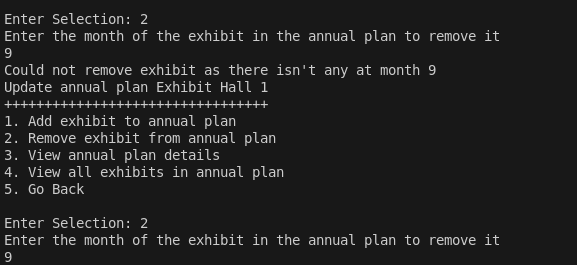 Enter Selection: 2
Enter the month of the exhibit in the annual plan to remove it
9
Could not remove exhibit as there isn't any at month 9
Update annual plan Exhibit Hall 1
+++++++++++++++++++++++++++++++++
1. Add exhibit to annual plan
2. Remove exhibit from annual plan
3. View annual plan details
4. View all exhibits in annual plan
5. Go Back
Enter Selection: 2
Enter the month of the exhibit in the annual plan to remove it
9